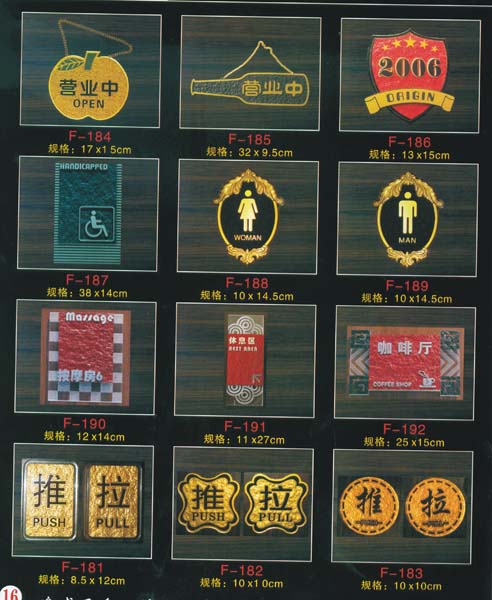 营业中
OPEN
F-184
规格：17x15cm
营业中
F-185
规格：32x9.5cm
2006
ORIGIN
F-186
规格：13x15cm
HANDICAPPED
F-187
规格：38x14cm
WOMAN
F-188
规格：10x14.5cm
MAN
F-189
规格：10x14.5cm
Massage
按摩房6
F-190
规格：12x14cm
休息区
REST AREA
F-191
规格：11x27cm
咖啡厅
COFFEE SHOP
F-192
规格：25x15cm
推
PUSH
拉
PULL
F-181
规格：8.5x12cm
推
PUSH
拉
PULL
F-182
规格：10x10cm
推
PUSH
拉
PULL
F-183
规格：10x10cm
16